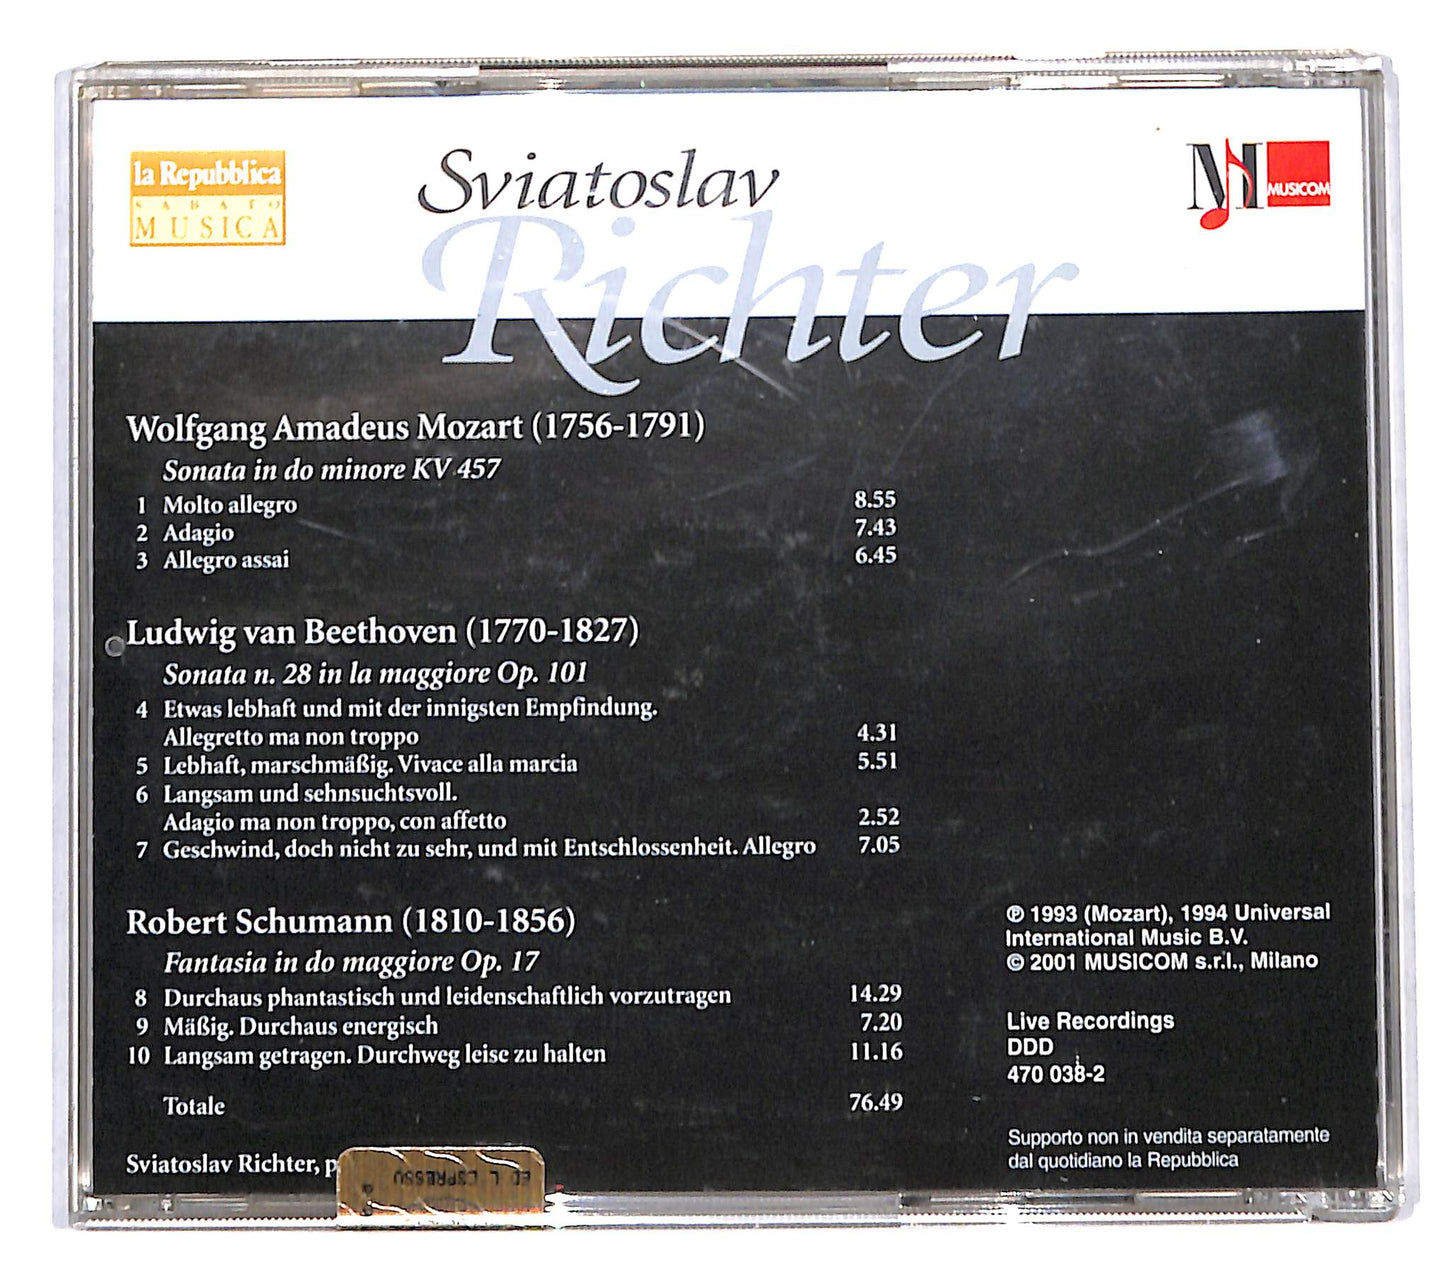 la Repubblica
SABATO
MUSICA
Sviatoslav
Richter
M
MUSICOM
Wolfgang Amadeus Mozart (1756-1791)
Sonata in do minore KV 457
1 Molto allegro 8.55
2 Adagio 7.43
3 Allegro assai 6.45
Ludwig van Beethoven (1770-1827)
Sonata n. 28 in la maggiore Op. 101
4 Etwas lebhaft und mit der innigsten Empfindung.
Allegretto ma non troppo 4.31
5 Lebhaft, marschmäßig. Vivace alla marcia 5.51
6 Langsam und sehnsuchtsvoll.
Adagio ma non troppo, con affetto 2.52
7 Geschwind, doch nicht zu sehr, und mit Entschlossenheit. Allegro 7.05
Robert Schumann (1810-1856)
Fantasia in do maggiore Op. 17
8 Durchaus phantastisch und leidenschaftlich vorzutragen 14.29
9 Mäßig. Durchaus energisch 7.20
10 Langsam getragen. Durchweg leise zu halten 11.16
Totale 76.49
Sviatoslav Richter, p
ED L ESPRESSO
℗ 1993 (Mozart), 1994 Universal
International Music B.V.
© 2001 MUSICOM s.r.l., Milano
Live Recordings
DDD
470 038-2
Supporto non in vendita separatamente
dal quotidiano la Repubblica